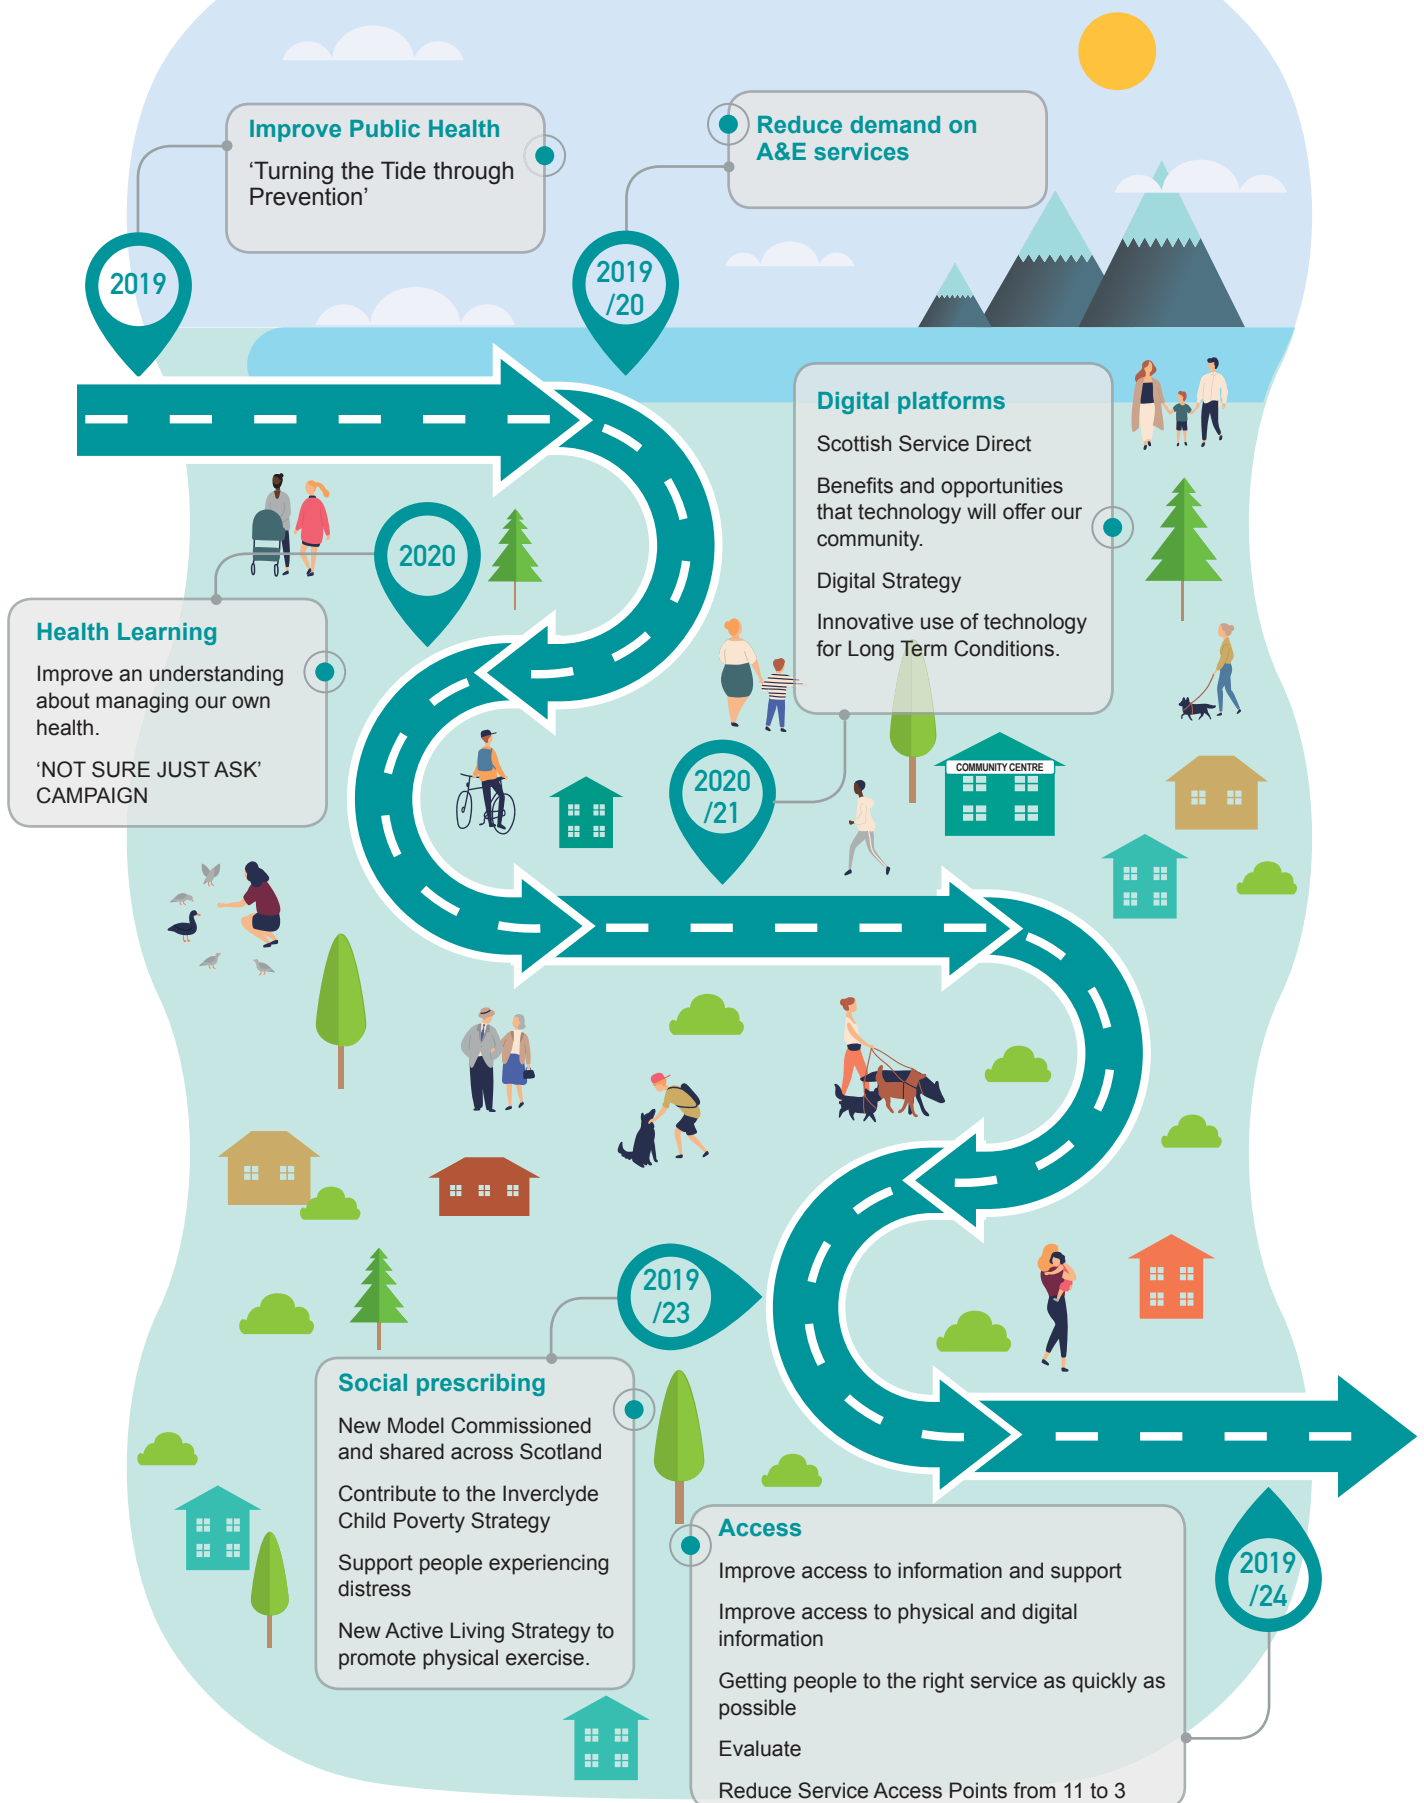 Improve Public Health
‘Turning the Tide through
Prevention’
2019
Reduce demand on
A&E services
2019
/20
Digital platforms
Scottish Service Direct
Benefits and opportunities
that technology will offer our
community.
Digital Strategy
Innovative use of technology
for Long Term Conditions.
2020
Health Learning
Improve an understanding
about managing our own
health.
‘NOT SURE JUST ASK’
CAMPAIGN
2020
/21
COMMUNITY CENTRE
2019
/23
Social prescribing
New Model Commissioned
and shared across Scotland
Contribute to the Inverclyde
Child Poverty Strategy
Support people experiencing
distress
New Active Living Strategy to
promote physical exercise.
Access
Improve access to information and support
Improve access to physical and digital
information
Getting people to the right service as quickly as
possible
Evaluate
Reduce Service Access Points from 11 to 3
2019
/24